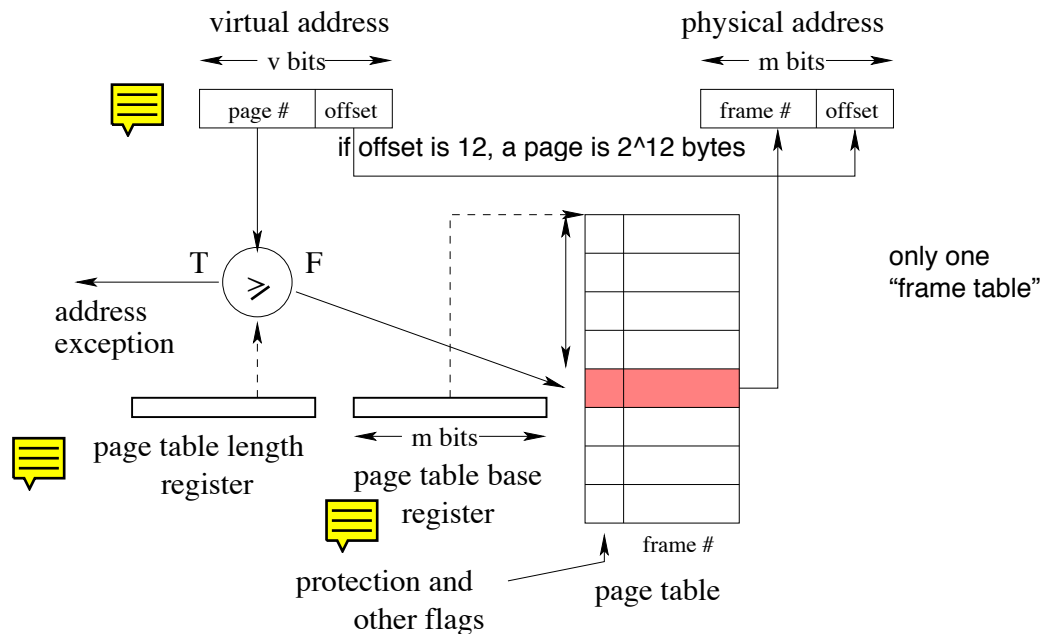 virtual address
v bits
page #
offset
physical address
m bits
frame #
offset
if offset is 12, a page is 2^12 bytes
T
F
⩾
address
exception
only one
“frame table”
page table length
register
m bits
page table base
register
frame #
page table
protection and
other flags